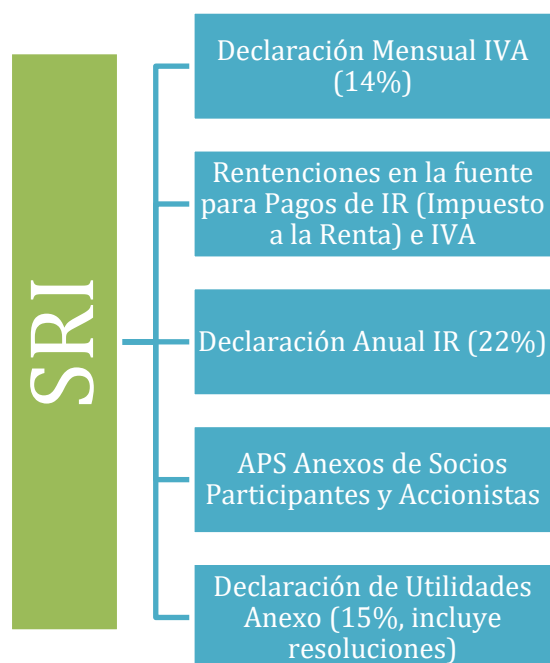 SRI
Declaración Mensual IVA
(14%)
Rentenciones en la fuente
para Pagos de IR (Impuesto
a la Renta) e IVA
Declaración Anual IR (22%)
APS Anexos de Socios
Participantes y Accionistas
Declaración de Utilidades
Anexo (15%, incluye
resoluciones)